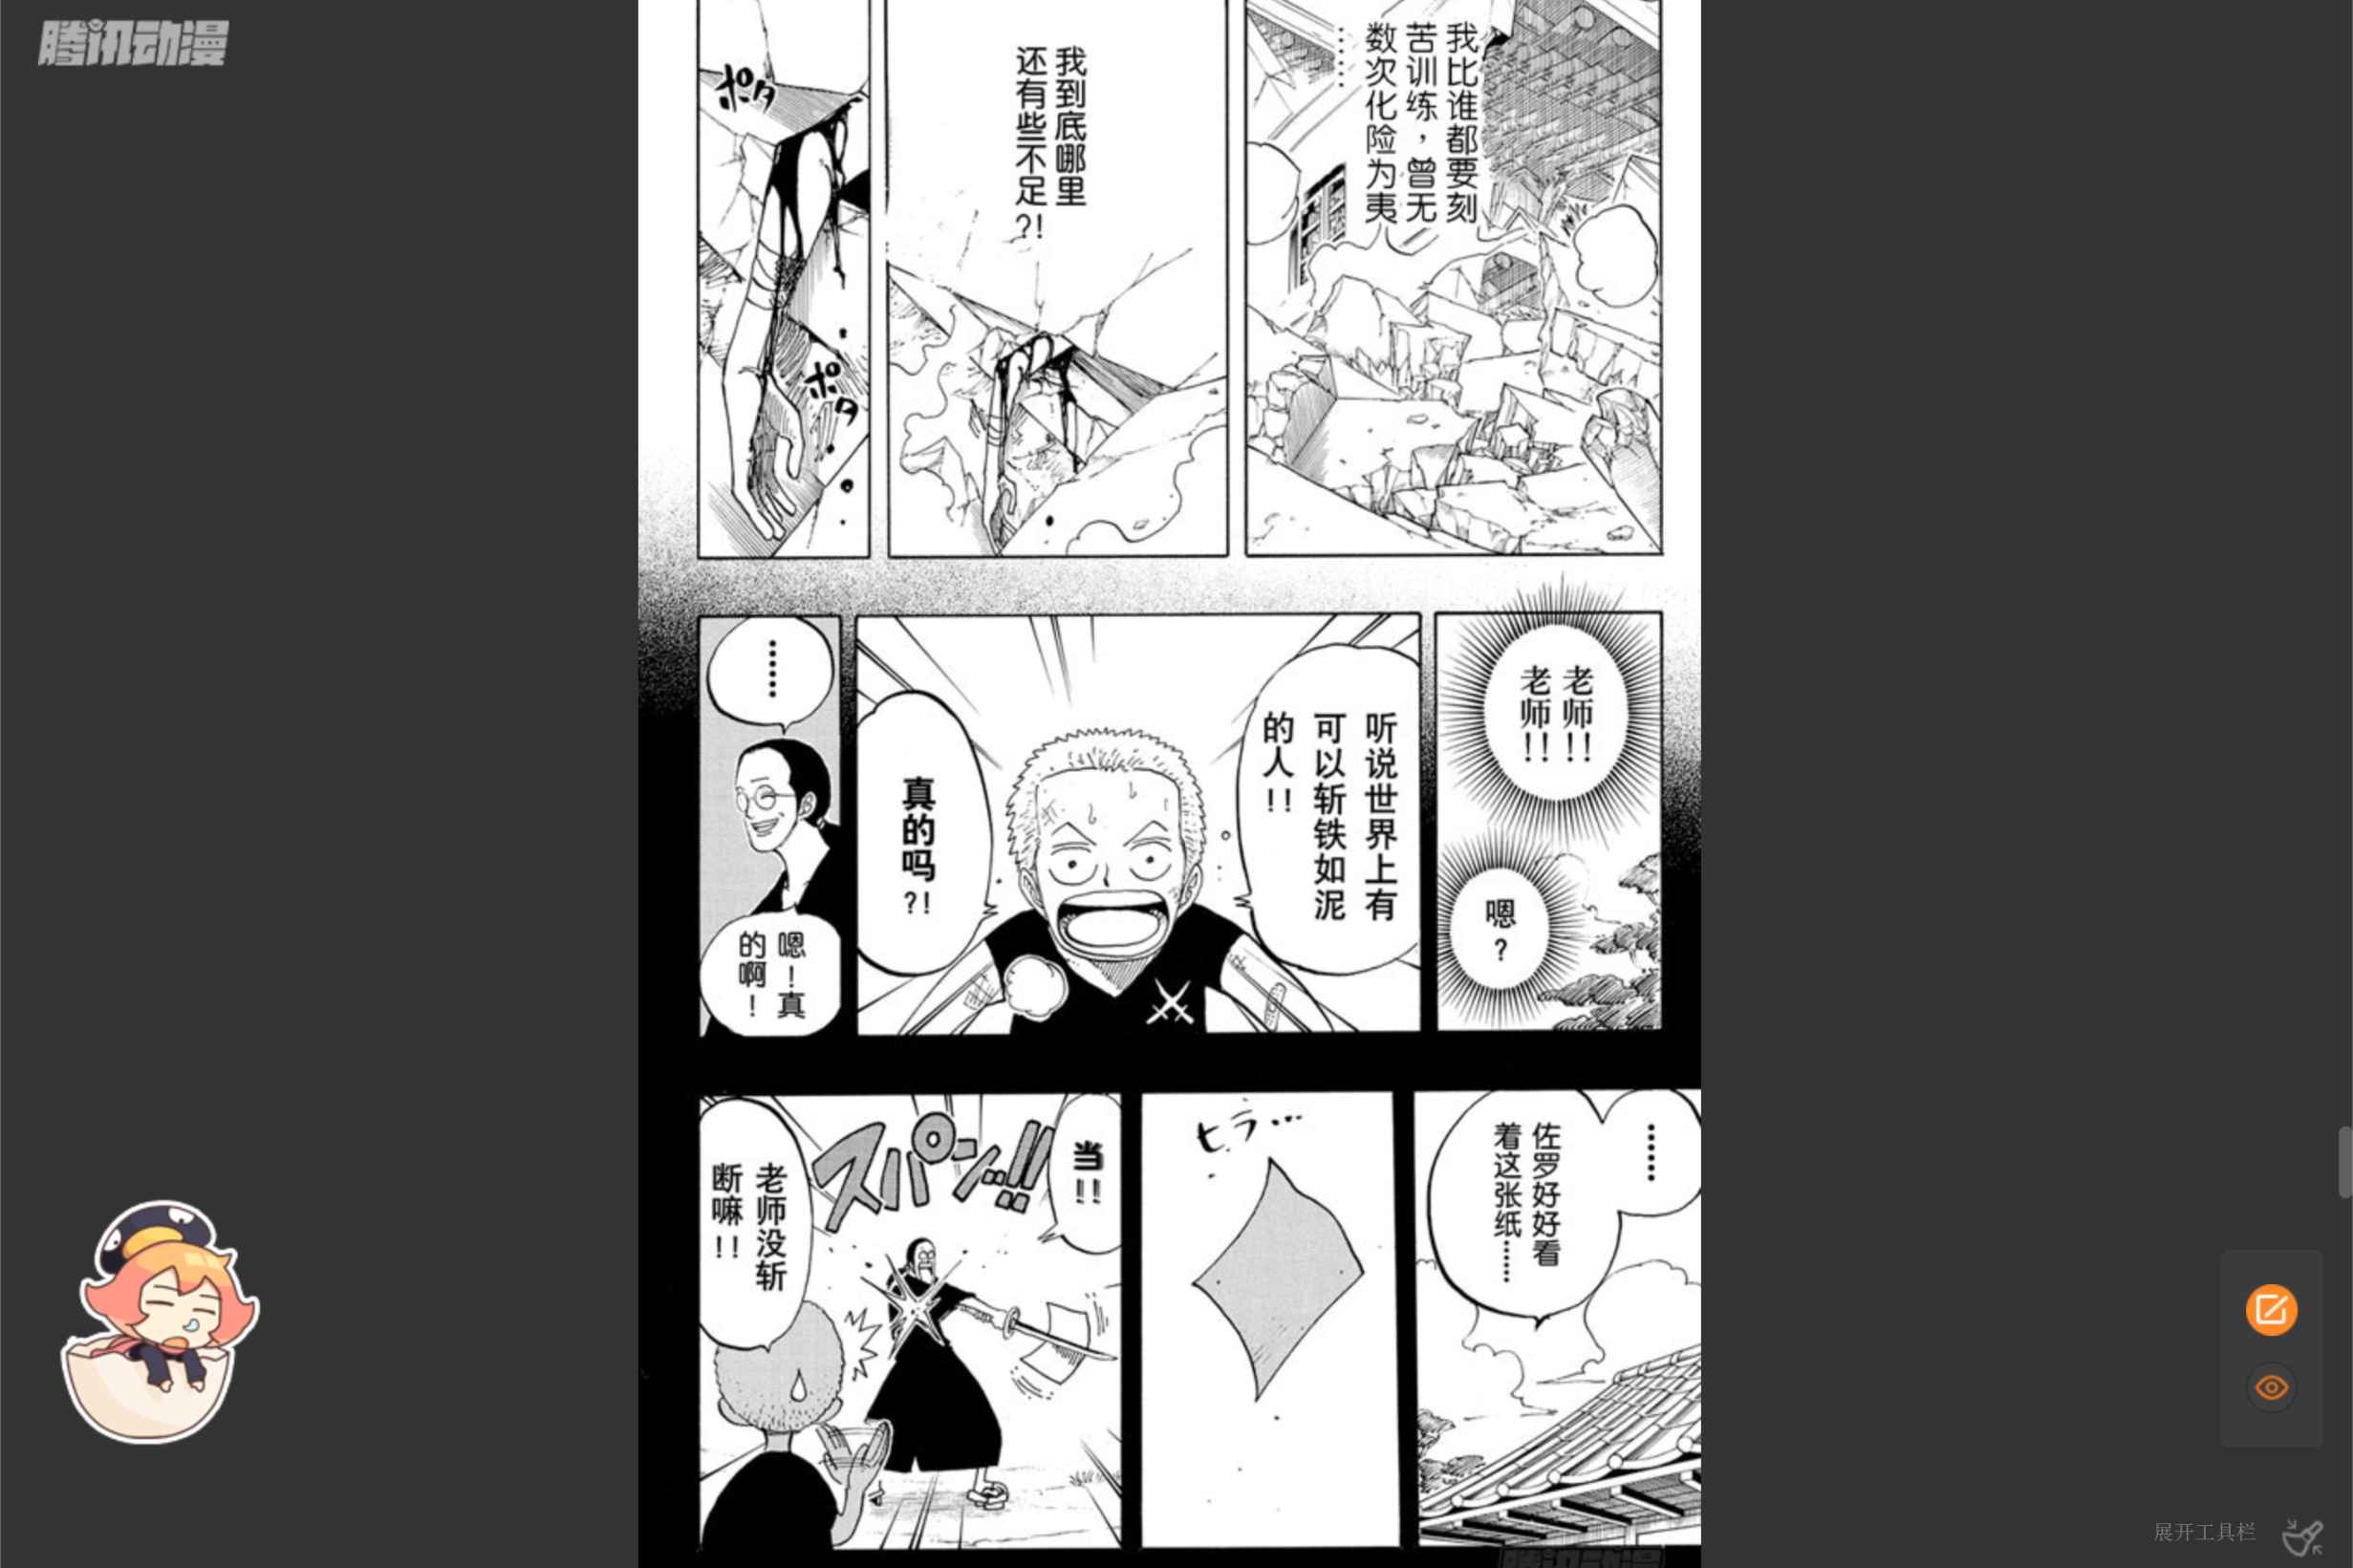 腾讯动漫
我比谁都要刻
苦训练，曾无
数次化险为夷
……
我到底哪里
还有些不足?!
ポタ
ポタ
老师!!
老师!!
嗯?
听说世界上有
可以斩铁如泥
的人!!
真的吗?!
……
嗯!真
的啊!
……
佐罗好好看
着这张纸……
ヒラ…
当!!
スパン!!
老师没斩
断嘛!!
腾讯动漫
展开工具栏